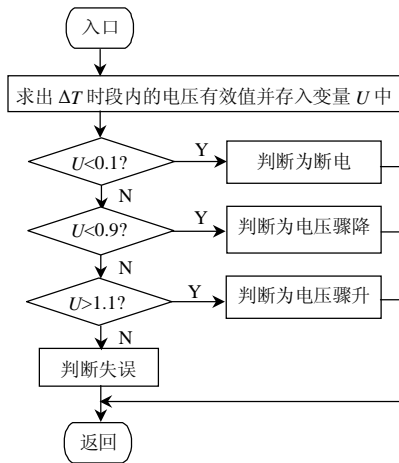 入口
求出 ΔT 时段内的电压有效值并存入变量 U 中
U<0.1?
Y
判断为断电
N
U<0.9?
Y
判断为电压骤降
N
U>1.1?
Y
判断为电压骤升
N
判断失误
返回